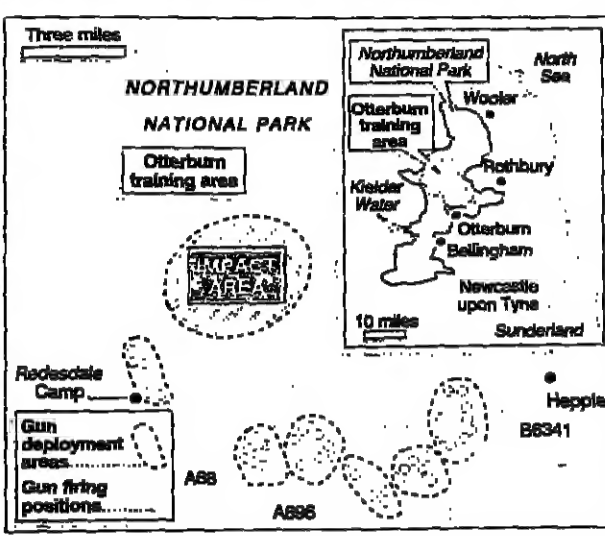 Three miles
NORTHUMBERLAND
NATIONAL PARK
Otterburn
training area
IMPACT
AREA
Redesdale
Camp
Gun
deployment
areas
Gun firing
positions
A68
A696
B6341
Hepple
Northumberland
National Park
North
Sea
Wooler
Otterburn
training
area
Rothbury
Kielder
Water
Otterburn
Bellingham
Newcastle
upon Tyne
10 miles
Sunderland